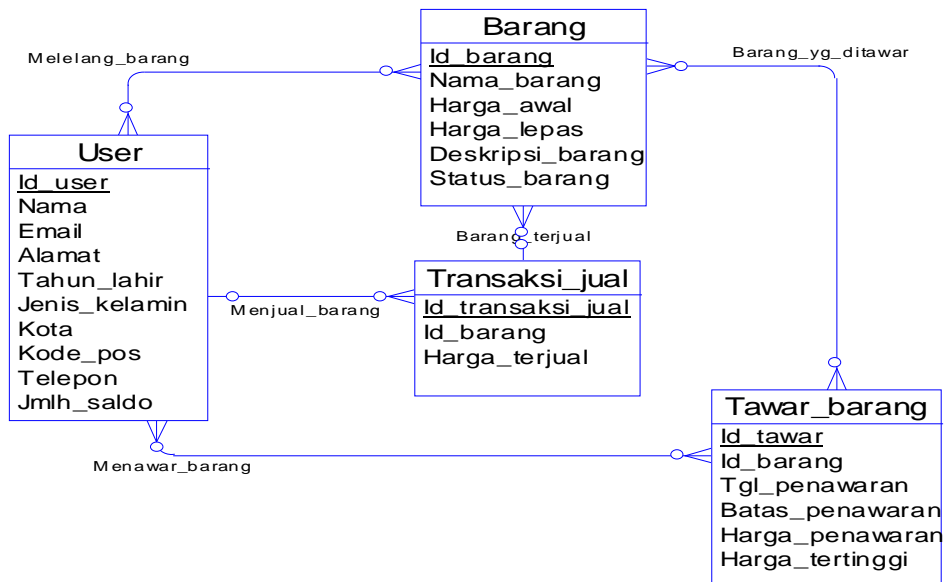 Barang
Id_barang
Nama_barang
Harga_awal
Harga_lepas
Deskripsi_barang
Status_barang
Melelang_barang
Barang_yg_ditawar
User
Id_user
Nama
Email
Alamat
Tahun_lahir
Jenis_kelamin
Kota
Kode_pos
Telepon
Jmlh_saldo
Barang_terjual
Menjual_barang
Transaksi_jual
Id_transaksi_jual
Id_barang
Harga_terjual
Menawar_barang
Tawar_barang
Id_tawar
Id_barang
Tgl_penawaran
Batas_penawaran
Harga_penawaran
Harga_tertinggi